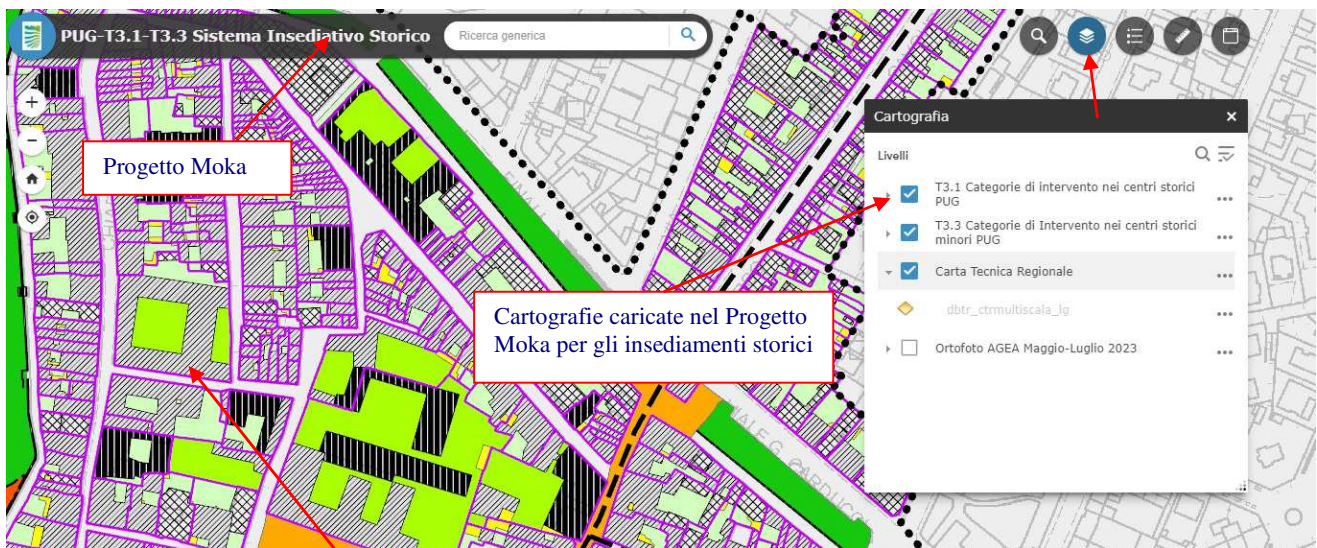 PUG-T3.1-T3.3 Sistema Insediativo Storico
Ricerca generica
Progetto Moka
Cartografia
Livelli
T3.1 Categorie di intervento nei centri storici
PUG
T3.3 Categorie di Intervento nei centri storici
minori PUG
Carta Tecnica Regionale
dbtr_ctrmultiscala_lg
Ortofoto AGEA Maggio-Luglio 2023
Cartografie caricate nel Progetto
Moka per gli insediamenti storici